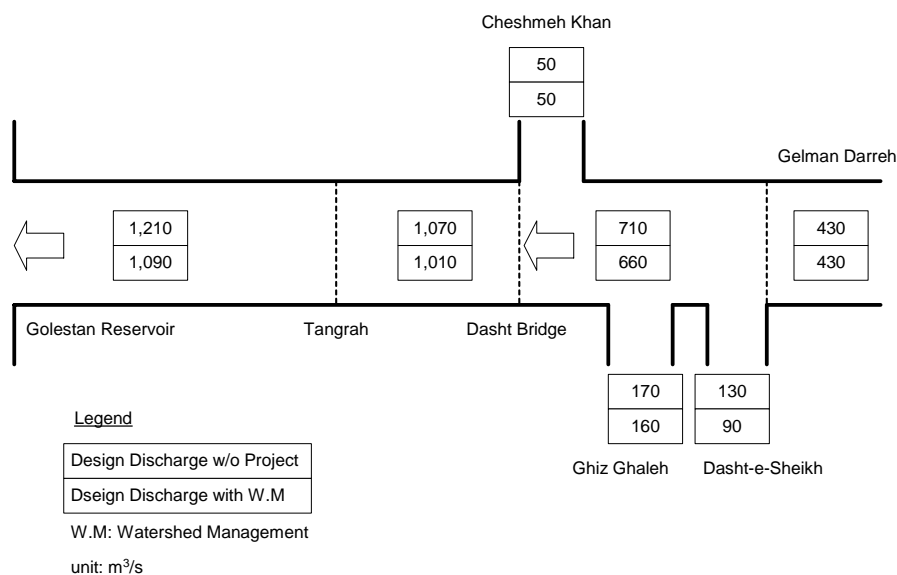 Cheshmeh Khan
50
50
Gelman Darreh
1,210
1,090
1,070
1,010
710
660
430
430
Golestan Reservoir
Tangrah
Dasht Bridge
170
160
130
90
Ghiz Ghaleh
Dasht-e-Sheikh
Legend
Design Discharge w/o Project
Dseign Discharge with W.M
W.M: Watershed Management
unit: m³/s